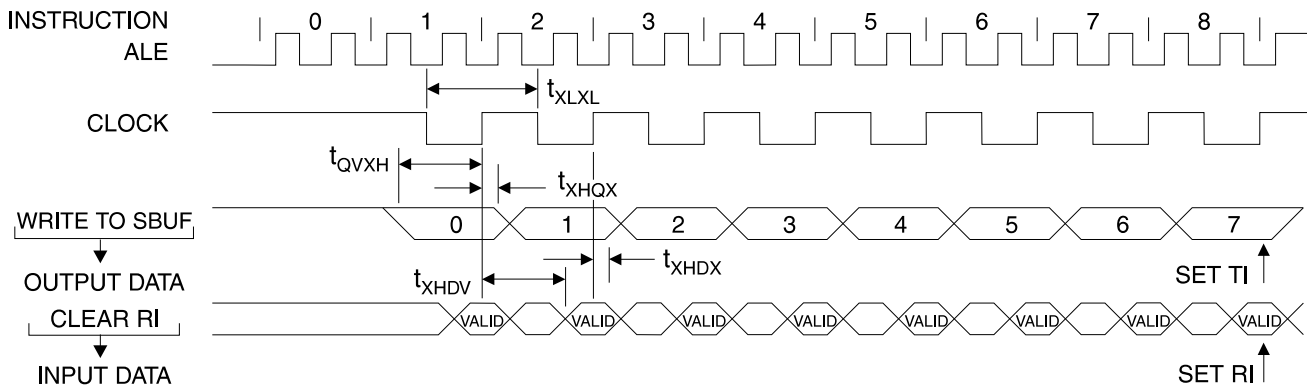 INSTRUCTION 0 1 2 3 4 5 6 7 8
ALE
tXLXL
CLOCK
tQVXH
tXHQX
WRITE TO SBUF 0 1 2 3 4 5 6 7
tXHDX
SET TI
OUTPUT DATA
tXHDV
CLEAR RI VALID VALID VALID VALID VALID VALID VALID VALID
SET RI
INPUT DATA